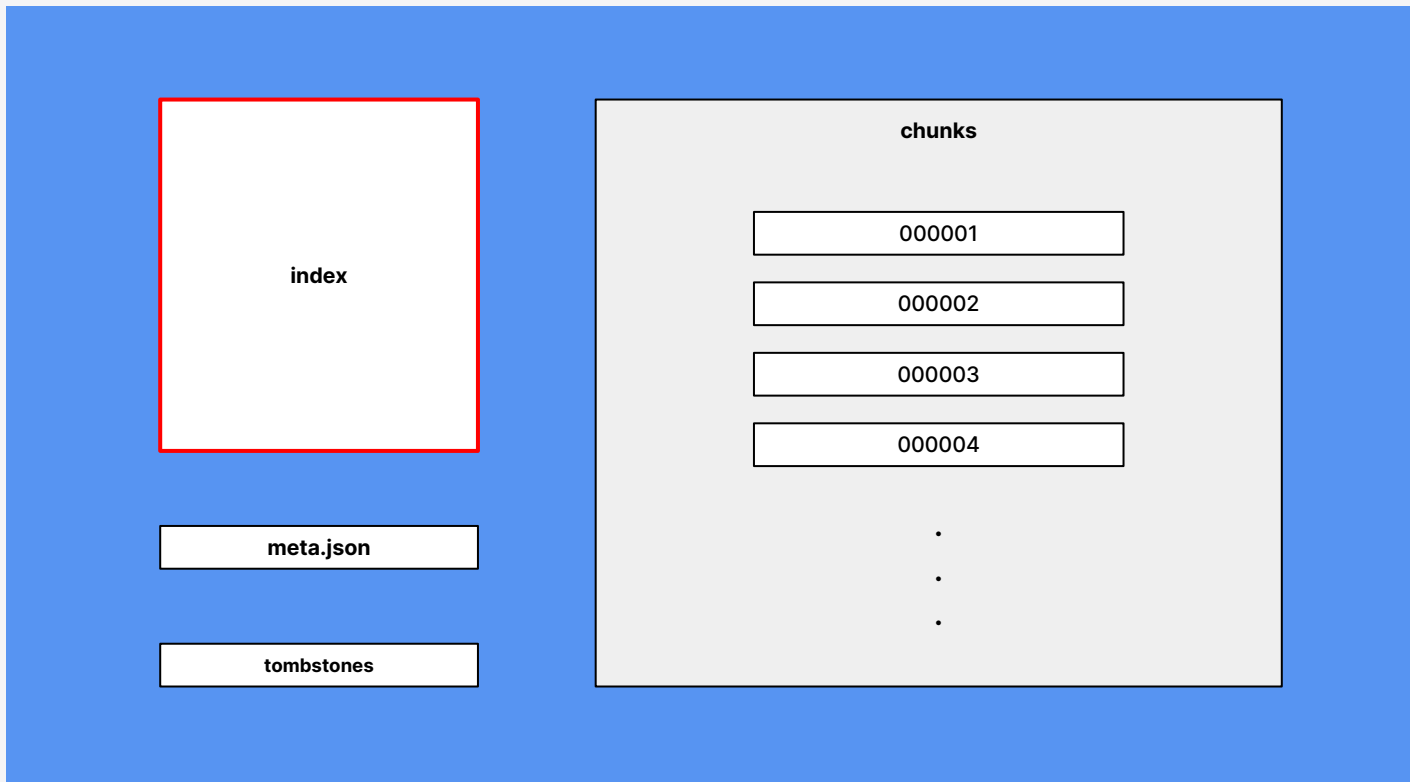 index
meta.json
tombstones
chunks
000001
000002
000003
000004
.
.
.